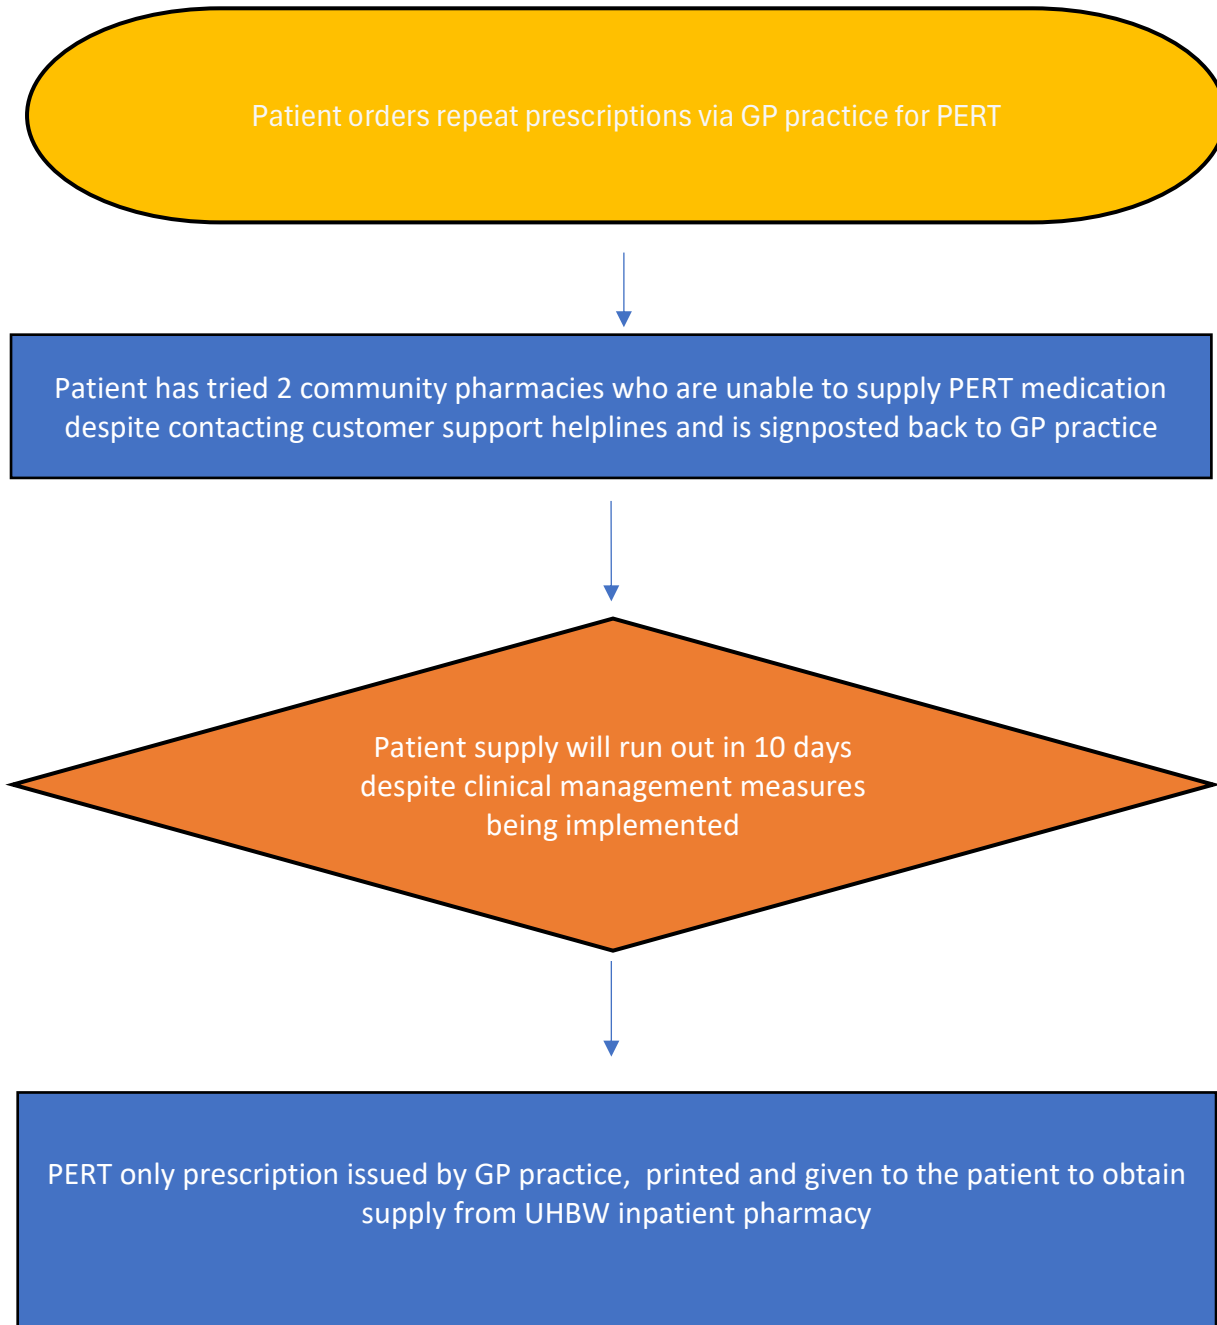 Patient orders repeat prescriptions via GP practice for PERT
Patient has tried 2 community pharmacies who are unable to supply PERT medication
despite contacting customer support helplines and is signposted back to GP practice
Patient supply will run out in 10 days
despite clinical management measures
being implemented
PERT only prescription issued by GP practice,  printed and given to the patient to obtain
supply from UHBW inpatient pharmacy